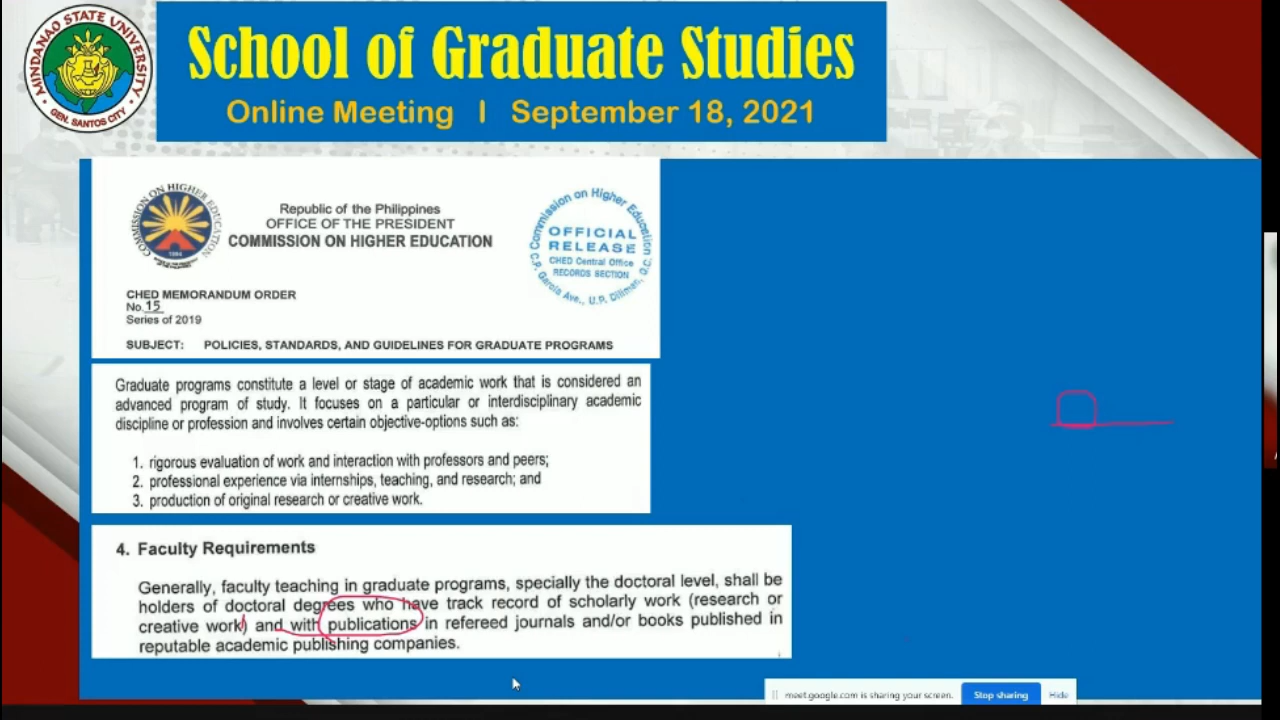 MINDANAO STATE UNIVERSITY
GEN. SANTOS CITY
School of Graduate Studies
Online Meeting | September 18, 2021
COMMISSION ON HIGHER EDUCATION
1994
Republic of the Philippines
OFFICE OF THE PRESIDENT
COMMISSION ON HIGHER EDUCATION
Commission on Higher Education
OFFICIAL
RELEASE
CHED Central Office
RECORDS SECTION
C.P. Garcia Ave., U.P. Diliman,
CHED MEMORANDUM ORDER
No. 15
Series of 2019
SUBJECT: POLICIES, STANDARDS, AND GUIDELINES FOR GRADUATE PROGRAMS
Graduate programs constitute a level or stage of academic work that is considered an
advanced program of study. It focuses on a particular or interdisciplinary academic
discipline or profession and involves certain objective-options such as:
1. rigorous evaluation of work and interaction with professors and peers;
2. professional experience via internships, teaching, and research; and
3. production of original research or creative work.
4. Faculty Requirements
Generally, faculty teaching in graduate programs, specially the doctoral level, shall be
holders of doctoral degrees who have track record of scholarly work (research or
creative work) and with publications in refereed journals and/or books published in
reputable academic publishing companies.
meet.google.com is sharing your screen. Stop sharing Hide